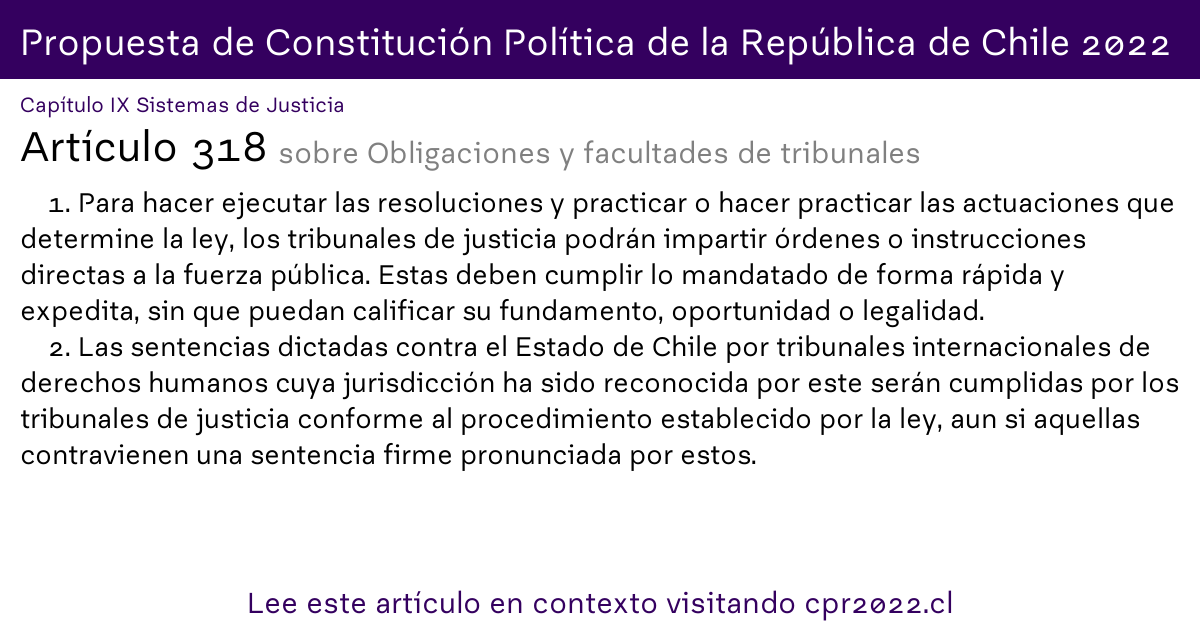 Propuesta de Constitución Política de la República de Chile 2022
Capítulo IX Sistemas de Justicia
Artículo 318 sobre Obligaciones y facultades de tribunales
1. Para hacer ejecutar las resoluciones y practicar o hacer practicar las actuaciones que
determine la ley, los tribunales de justicia podrán impartir órdenes o instrucciones
directas a la fuerza pública. Estas deben cumplir lo mandatado de forma rápida y
expedita, sin que puedan calificar su fundamento, oportunidad o legalidad.
2. Las sentencias dictadas contra el Estado de Chile por tribunales internacionales de
derechos humanos cuya jurisdicción ha sido reconocida por este serán cumplidas por los
tribunales de justicia conforme al procedimiento establecido por la ley, aun si aquellas
contravienen una sentencia firme pronunciada por estos.
Lee este artículo en contexto visitando cpr2022.cl